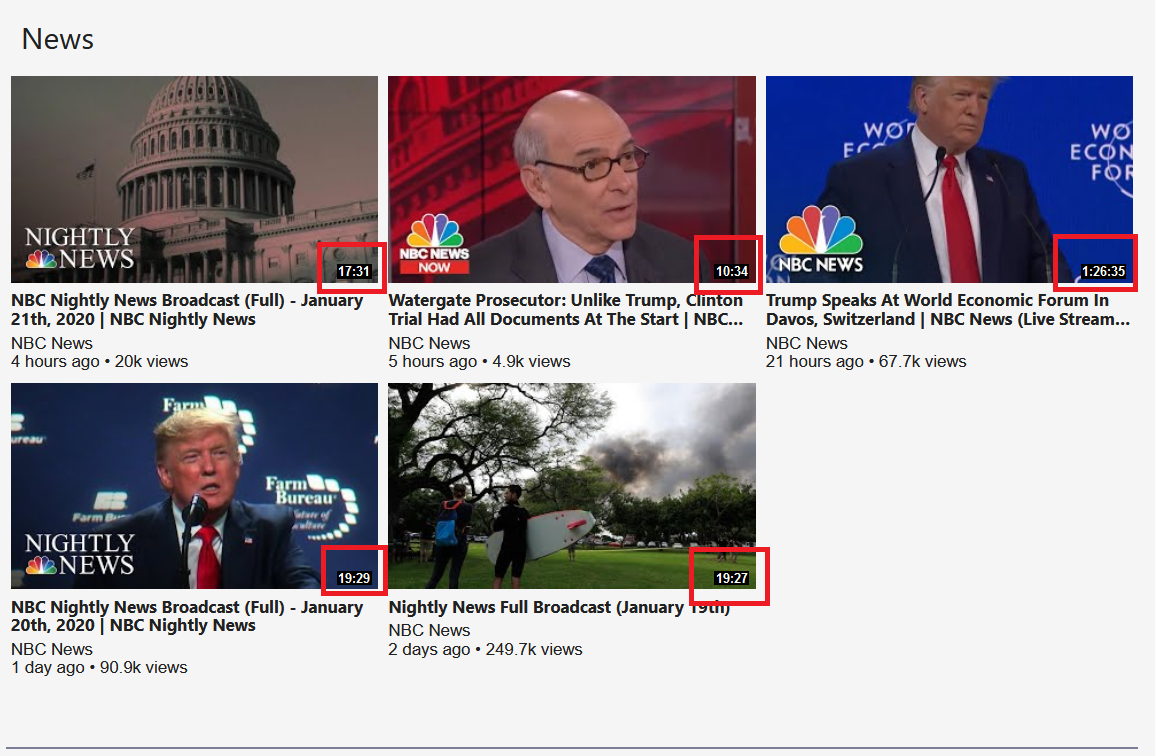 News
NIGHTLY
NEWS
17:31
NBC Nightly News Broadcast (Full) - January
21th, 2020 | NBC Nightly News
NBC News
4 hours ago • 20k views
NBC NEWS
NOW
10:34
Watergate Prosecutor: Unlike Trump, Clinton
Trial Had All Documents At The Start | NBC...
NBC News
5 hours ago • 4.9k views
WO
ECON
FOR
NBC NEWS
1:26:35
Trump Speaks At World Economic Forum In
Davos, Switzerland | NBC News (Live Stream...
NBC News
21 hours ago • 67.7k views
Farm
Farm
Bureau
NIGHTLY
NEWS
19:29
NBC Nightly News Broadcast (Full) - January
20th, 2020 | NBC Nightly News
NBC News
1 day ago • 90.9k views
19:27
Nightly News Full Broadcast (January 19th)
NBC News
2 days ago • 249.7k views